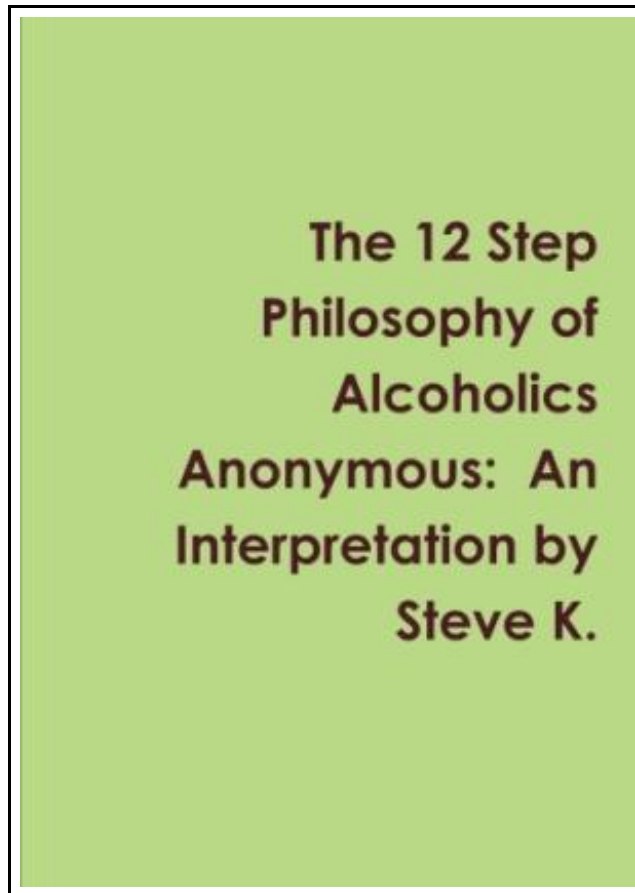 The 12 Step
Philosophy of
Alcoholics
Anonymous:  An
Interpretation by
Steve K.